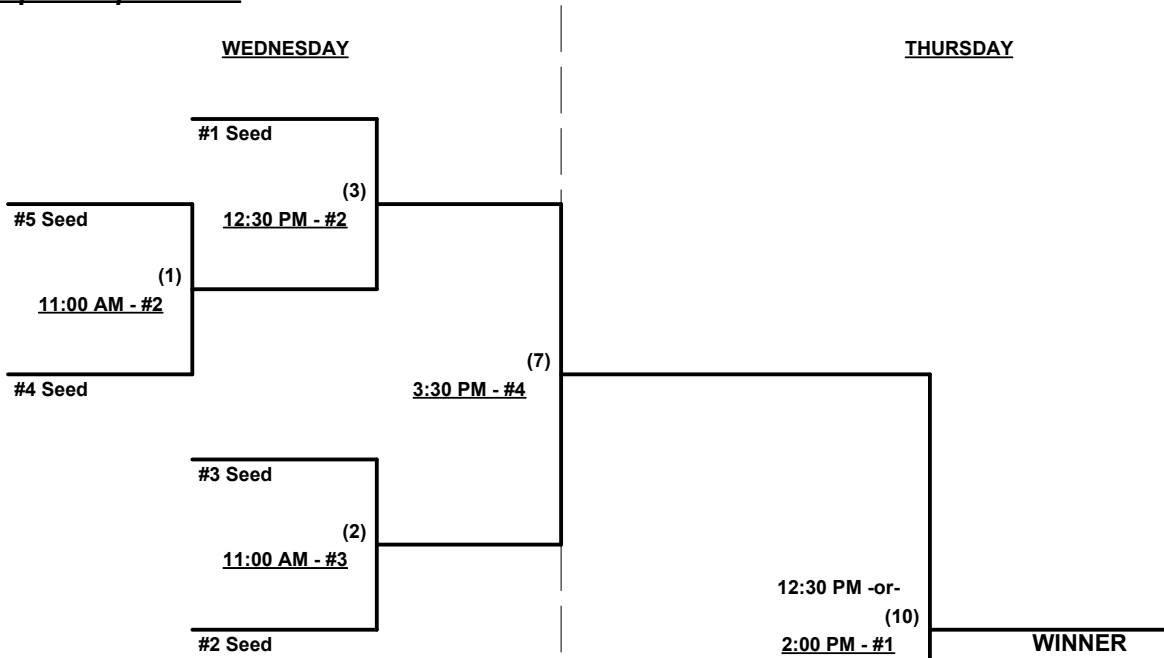 WEDNESDAY
THURSDAY
#1 Seed
(3)
12:30 PM - #2
#5 Seed
(1)
11:00 AM - #2
#4 Seed
(7)
3:30 PM - #4
#3 Seed
(2)
11:00 AM - #3
#2 Seed
12:30 PM -or-
(10)
2:00 PM - #1
WINNER